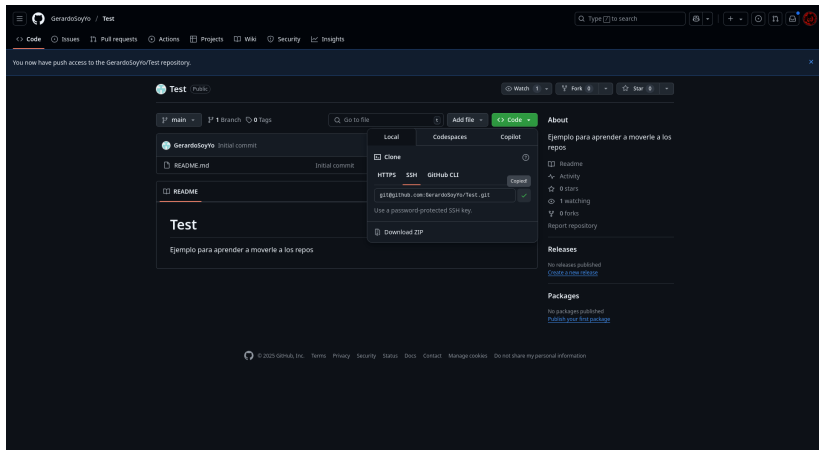 GerardoSoyYo / Test
Type / to search
Code Issues Pull requests Actions Projects Wiki Security Insights
You now have push access to the GerardoSoyYo/Test repository.
Test Public
Watch 1 Fork 0 Star 0
main 1 Branch 0 Tags Go to file t Add file Code
Local Codespaces Copilot
Clone
HTTPS SSH GitHub CLI
Copied!
git@github.com:GerardoSoyYo/Test.git
Use a password-protected SSH key.
Download ZIP
GerardoSoyYo Initial commit
README.md Initial commit
README
Test
Ejemplo para aprender a moverle a los repos
About
Ejemplo para aprender a moverle a los
repos
Readme
Activity
0 stars
1 watching
0 forks
Report repository
Releases
No releases published
Create a new release
Packages
No packages published
Publish your first package
© 2025 GitHub, Inc. Terms Privacy Security Status Docs Contact Manage cookies Do not share my personal information